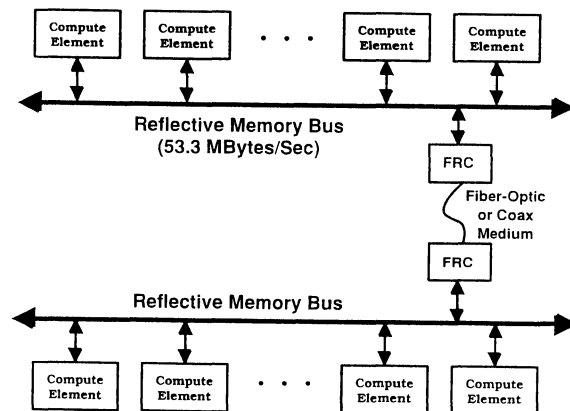 Compute
Element
Compute
Element
. . .
Compute
Element
Compute
Element
Reflective Memory Bus
(53.3 MBytes/Sec)
FRC
Fiber-Optic
or Coax
Medium
FRC
Reflective Memory Bus
Compute
Element
Compute
Element
. . .
Compute
Element
Compute
Element